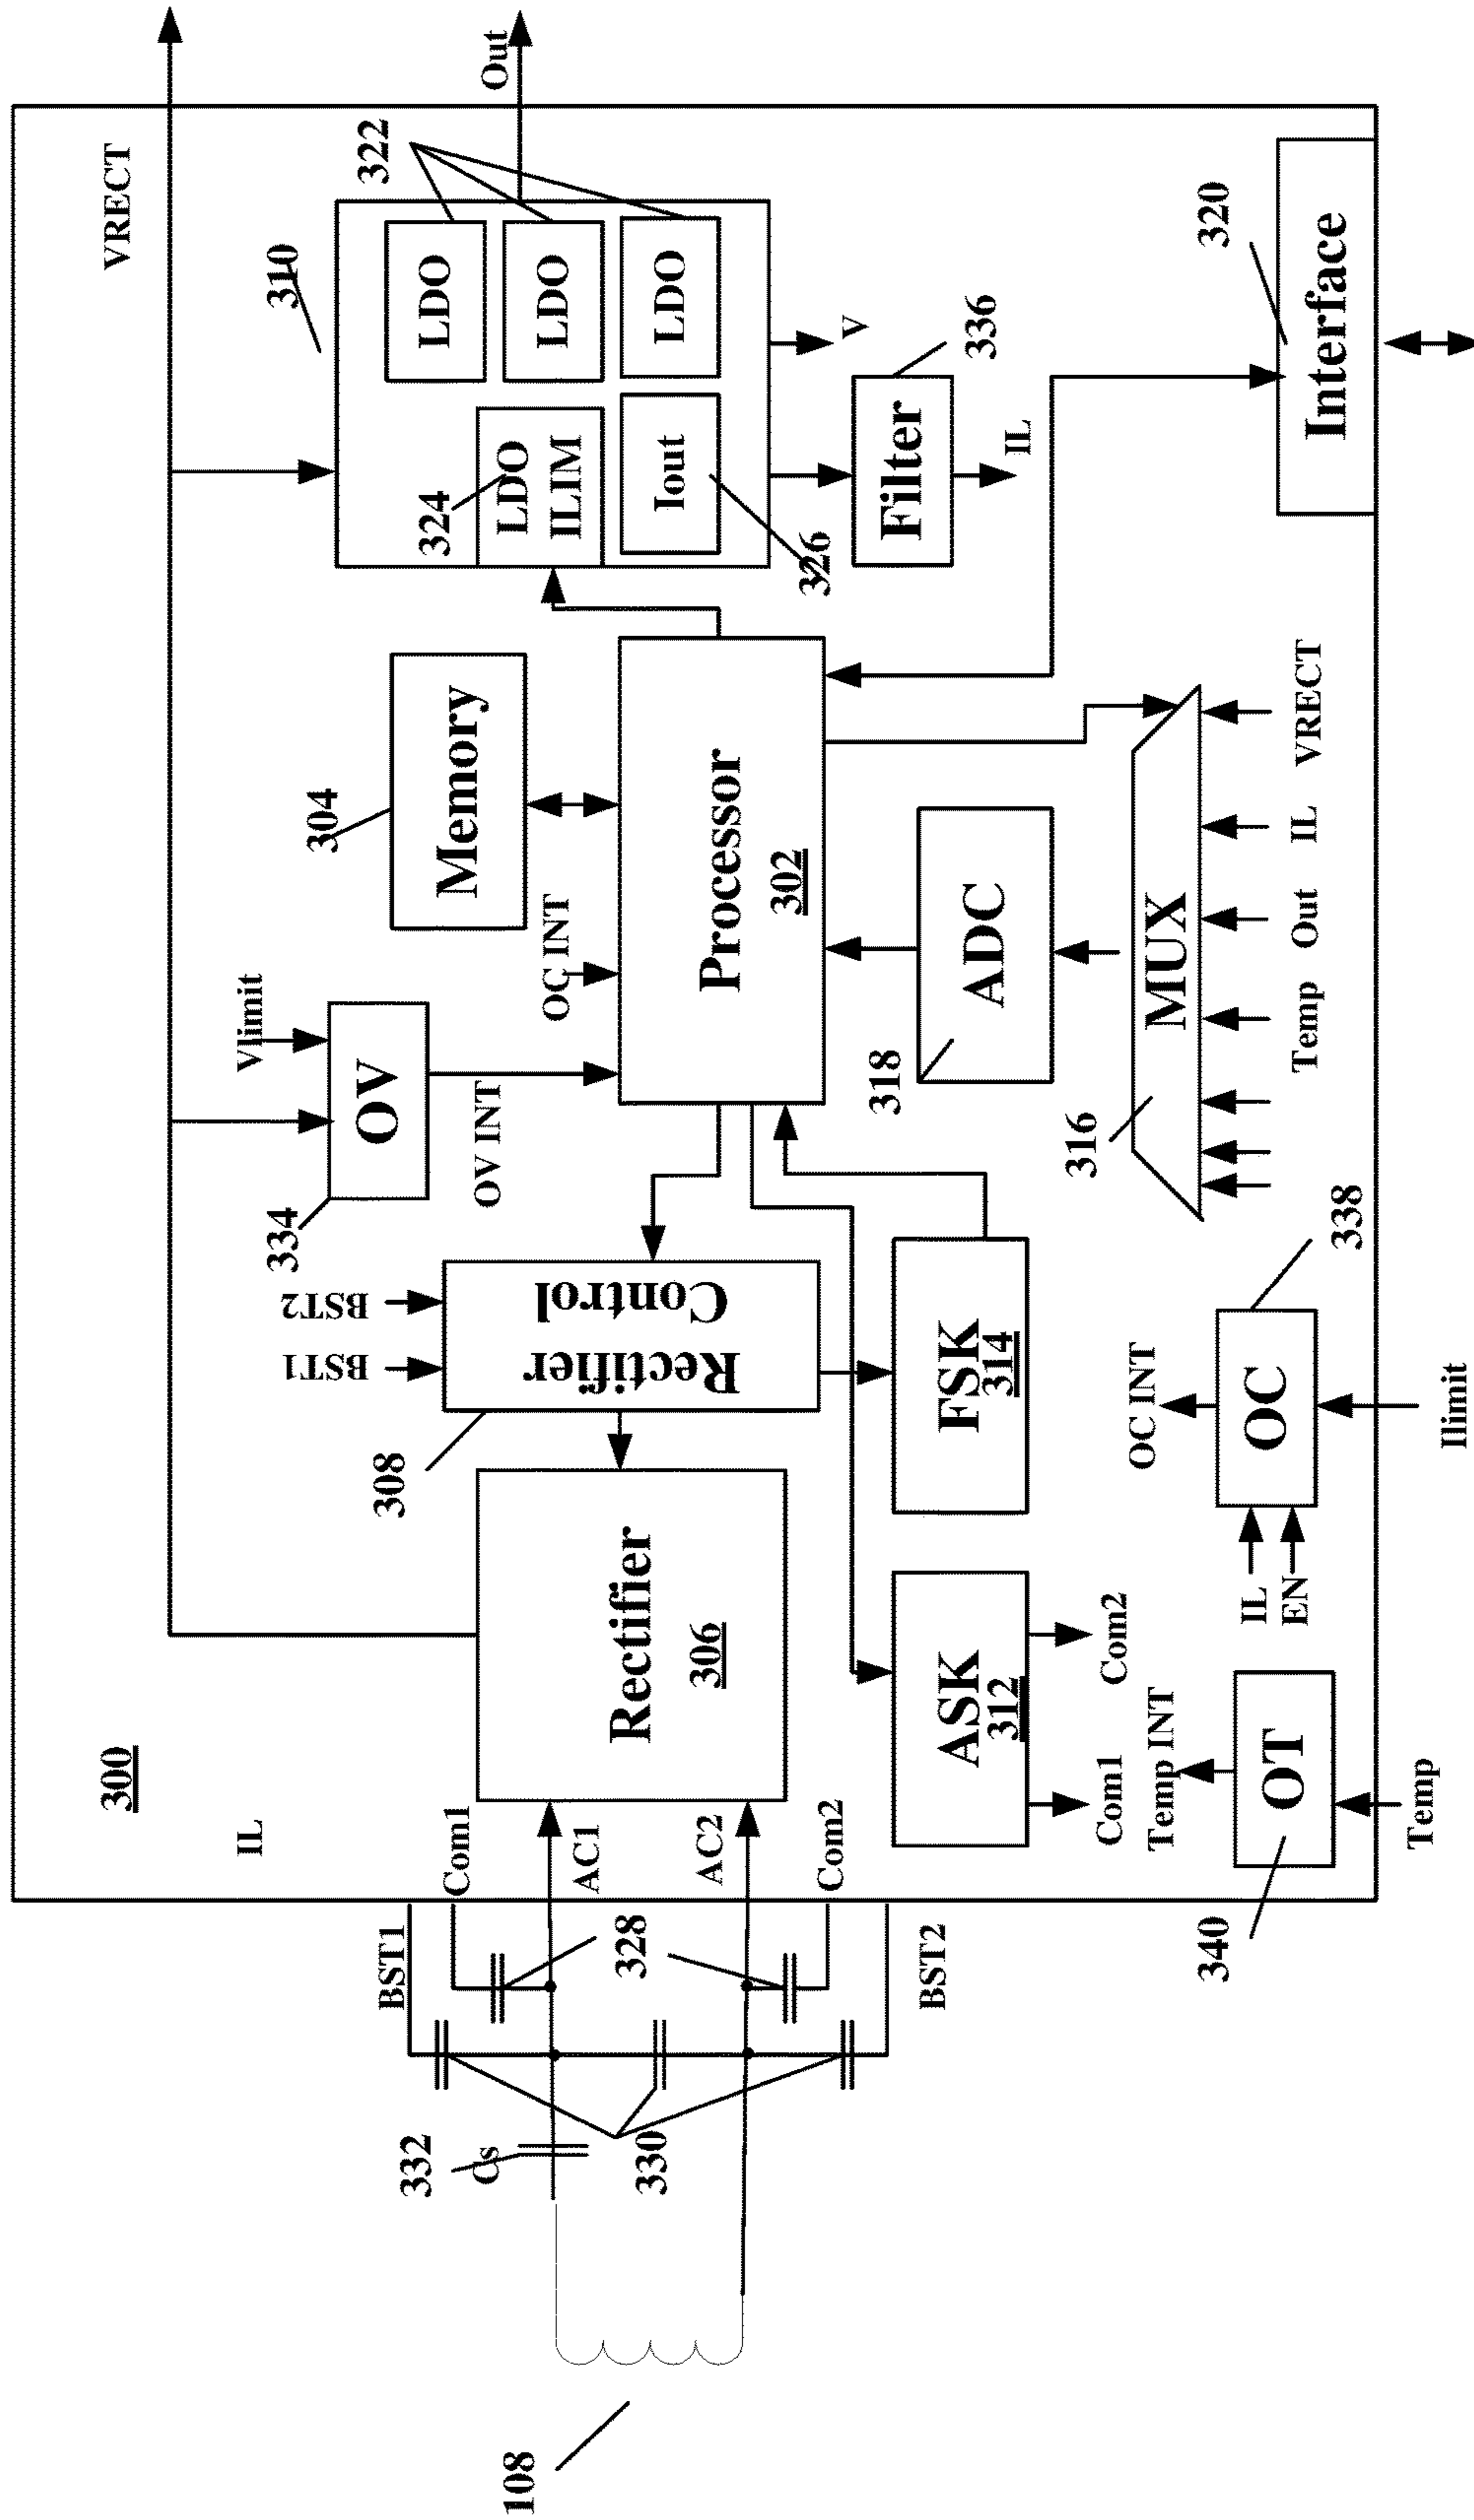 VRECT
Out
310
322
LDO
LDO
LDO
324
LDO
ILIM
Iout
326
V
336
Filter
IL
320
Interface
304
Memory
Vlimit
OV
334
OV INT
OC INT
Processor
302
318
ADC
316
MUX
Temp
Out
IL
VRECT
BST1
BST2
308
Rectifier
Control
300
IL
Rectifier
306
FSK
314
ASK
312
Com1
Com2
OC INT
338
OC
IL
EN
Ilimit
Temp INT
OT
340
Temp
Com1
AC1
AC2
Com2
BST1
BST2
328
330
332
Cs
108